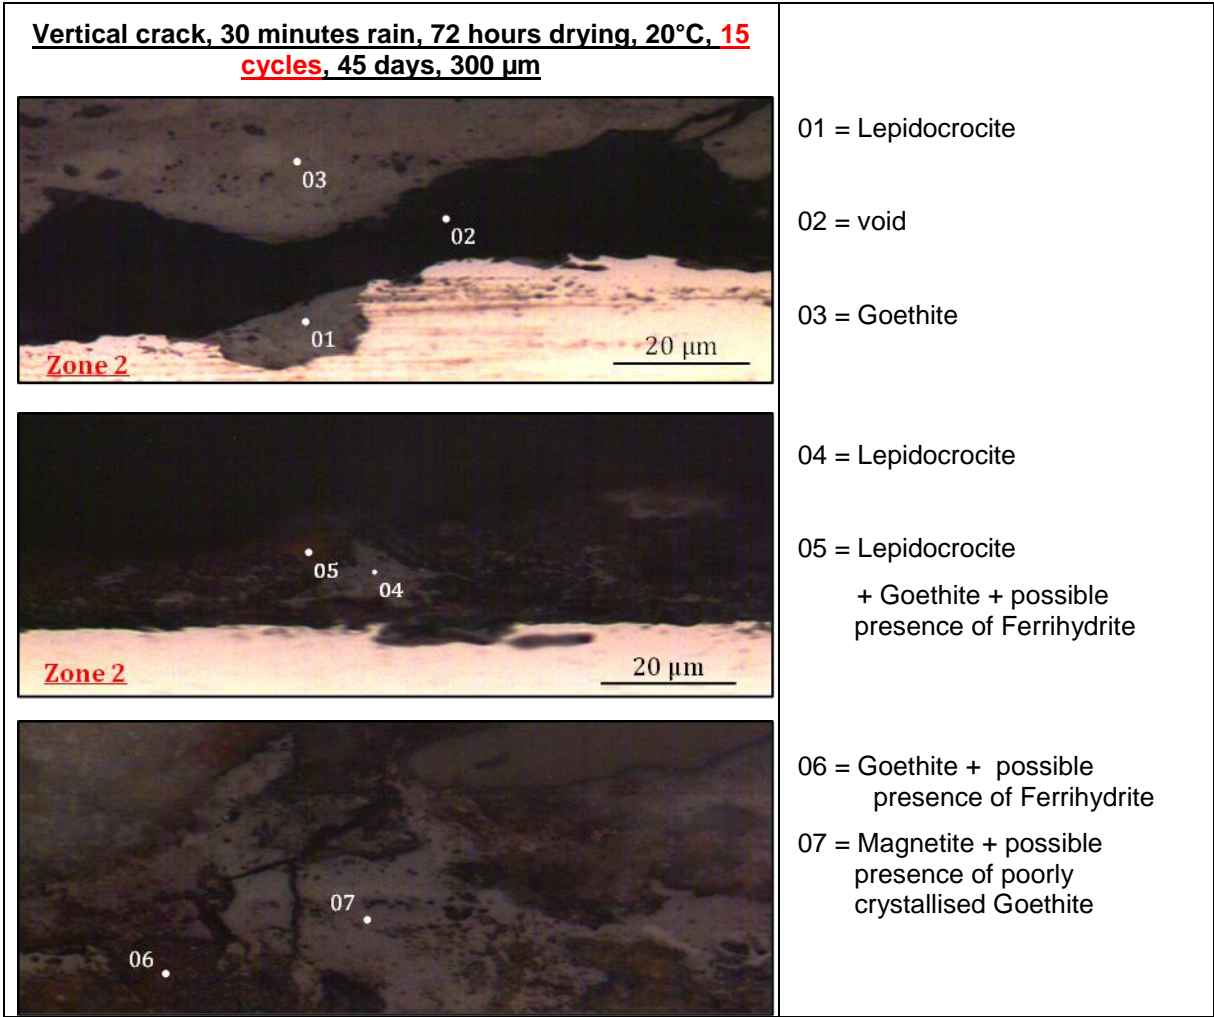 Vertical crack, 30 minutes rain, 72 hours drying, 20°C, 15
cycles, 45 days, 300 µm
03
02
01
Zone 2
20 µm
01 = Lepidocrocite
02 = void
03 = Goethite
05
04
Zone 2
20 µm
04 = Lepidocrocite
05 = Lepidocrocite
+ Goethite + possible
presence of Ferrihydrite
07
06
06 = Goethite + possible
presence of Ferrihydrite
07 = Magnetite + possible
presence of poorly
crystallised Goethite